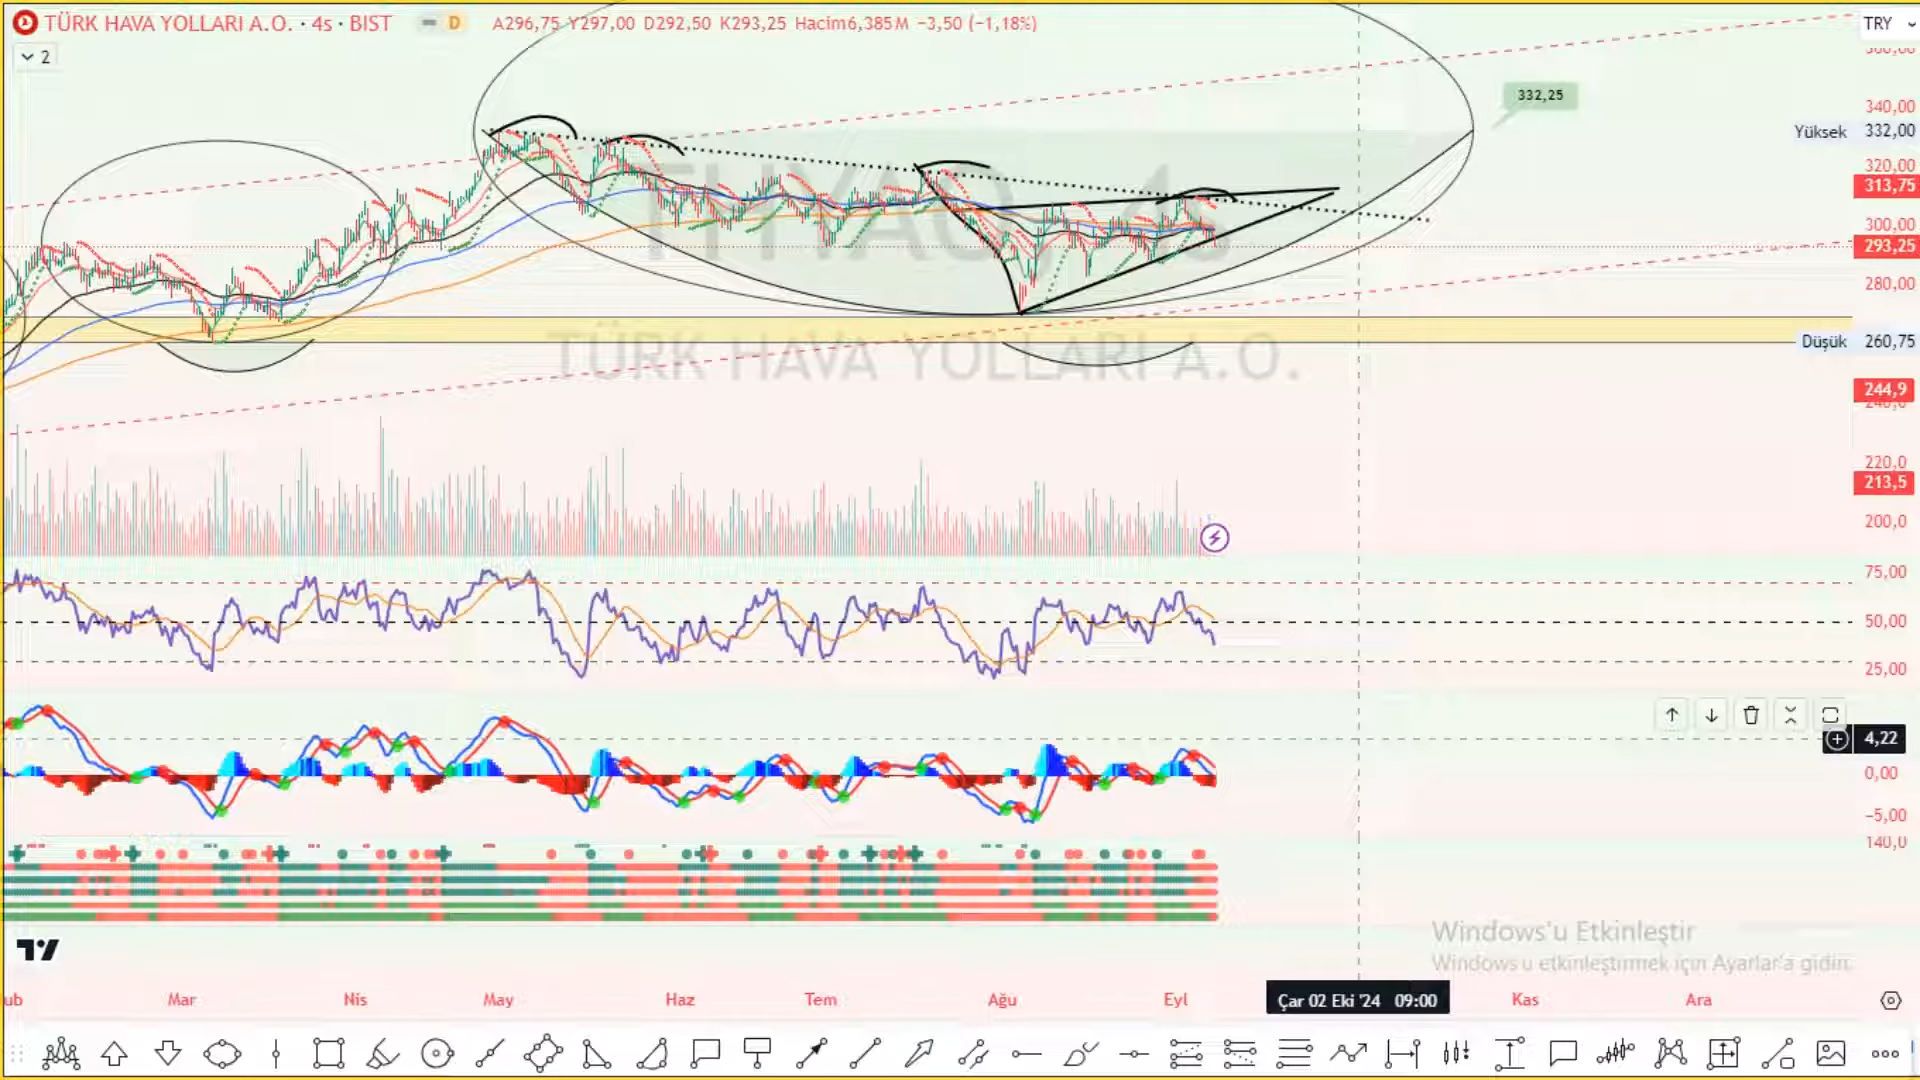 TÜRK HAVA YOLLARI A.O. · 4s · BIST
D
A296,75 Y297,00 D292,50 K293,25 Hacim6,385M −3,50 (−1,18%)
TRY
2
332,25
340,00
Yüksek 332,00
320,00
313,75
300,00
293,25
280,00
THYAO, 4s
TÜRK HAVA YOLLARI A.O.
Düşük 260,75
244,9
220,0
213,5
200,0
75,00
50,00
25,00
4,22
0,00
−5,00
140,0
Windows'u Etkinleştir
Windows'u etkinleştirmek için Ayarlar'a gidin.
ub Mar Nis May Haz Tem Ağu Eyl Çar 02 Eki '24 09:00 Kas Ara